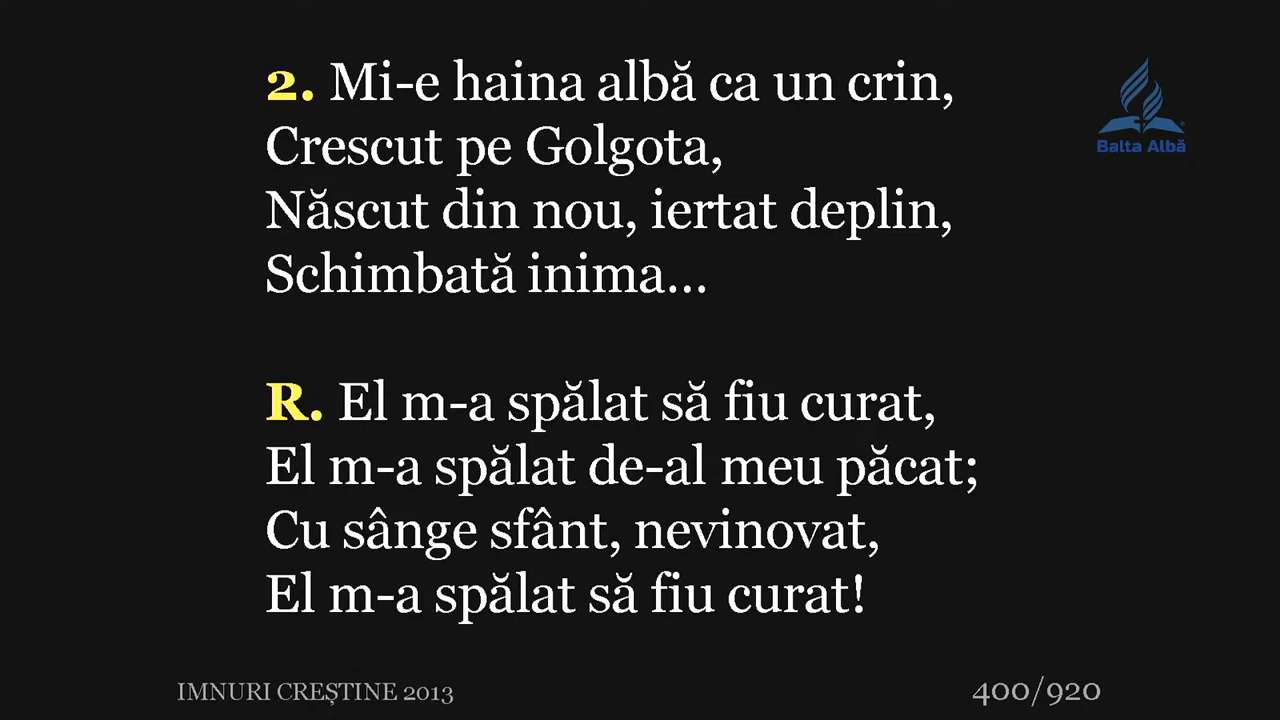 2. Mi-e haina albă ca un crin,
Crescut pe Golgota,
Născut din nou, iertat deplin,
Schimbată inima...
R. El m-a spălat să fiu curat,
El m-a spălat de-al meu păcat;
Cu sânge sfânt, nevinovat,
El m-a spălat să fiu curat!
Balta Albă
IMNURI CREȘTINE 2013
400/920